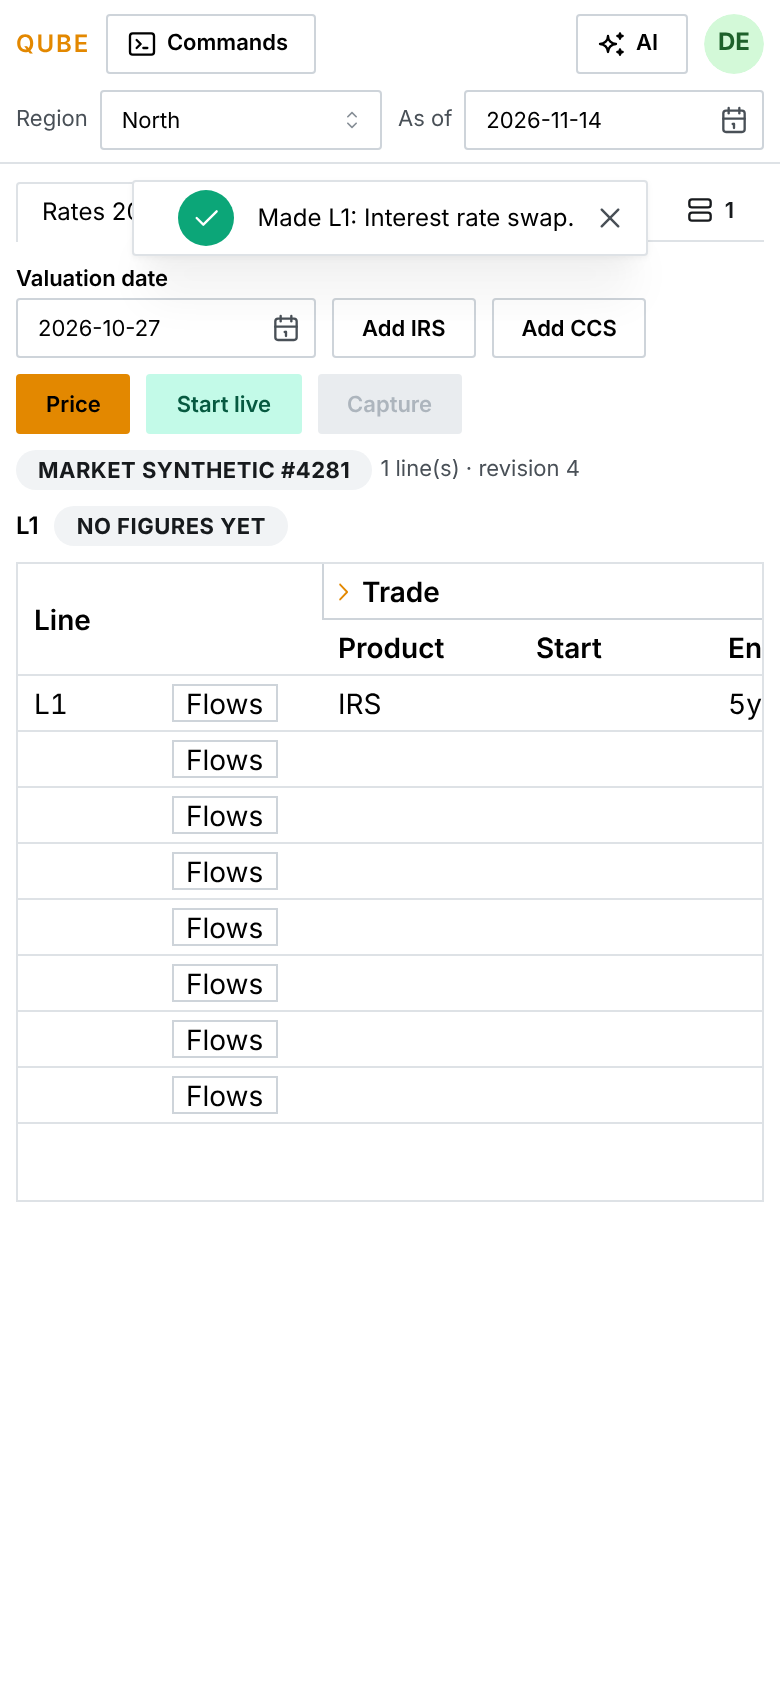 QUBE Commands AI DE
Region North As of 2026-11-14
Rates 20 1
Made L1: Interest rate swap.
Valuation date
2026-10-27 Add IRS Add CCS
Price Start live Capture
MARKET SYNTHETIC #4281 1 line(s) · revision 4
L1 NO FIGURES YET
Trade
Line
Product Start En
L1 Flows IRS 5y
Flows
Flows
Flows
Flows
Flows
Flows
Flows